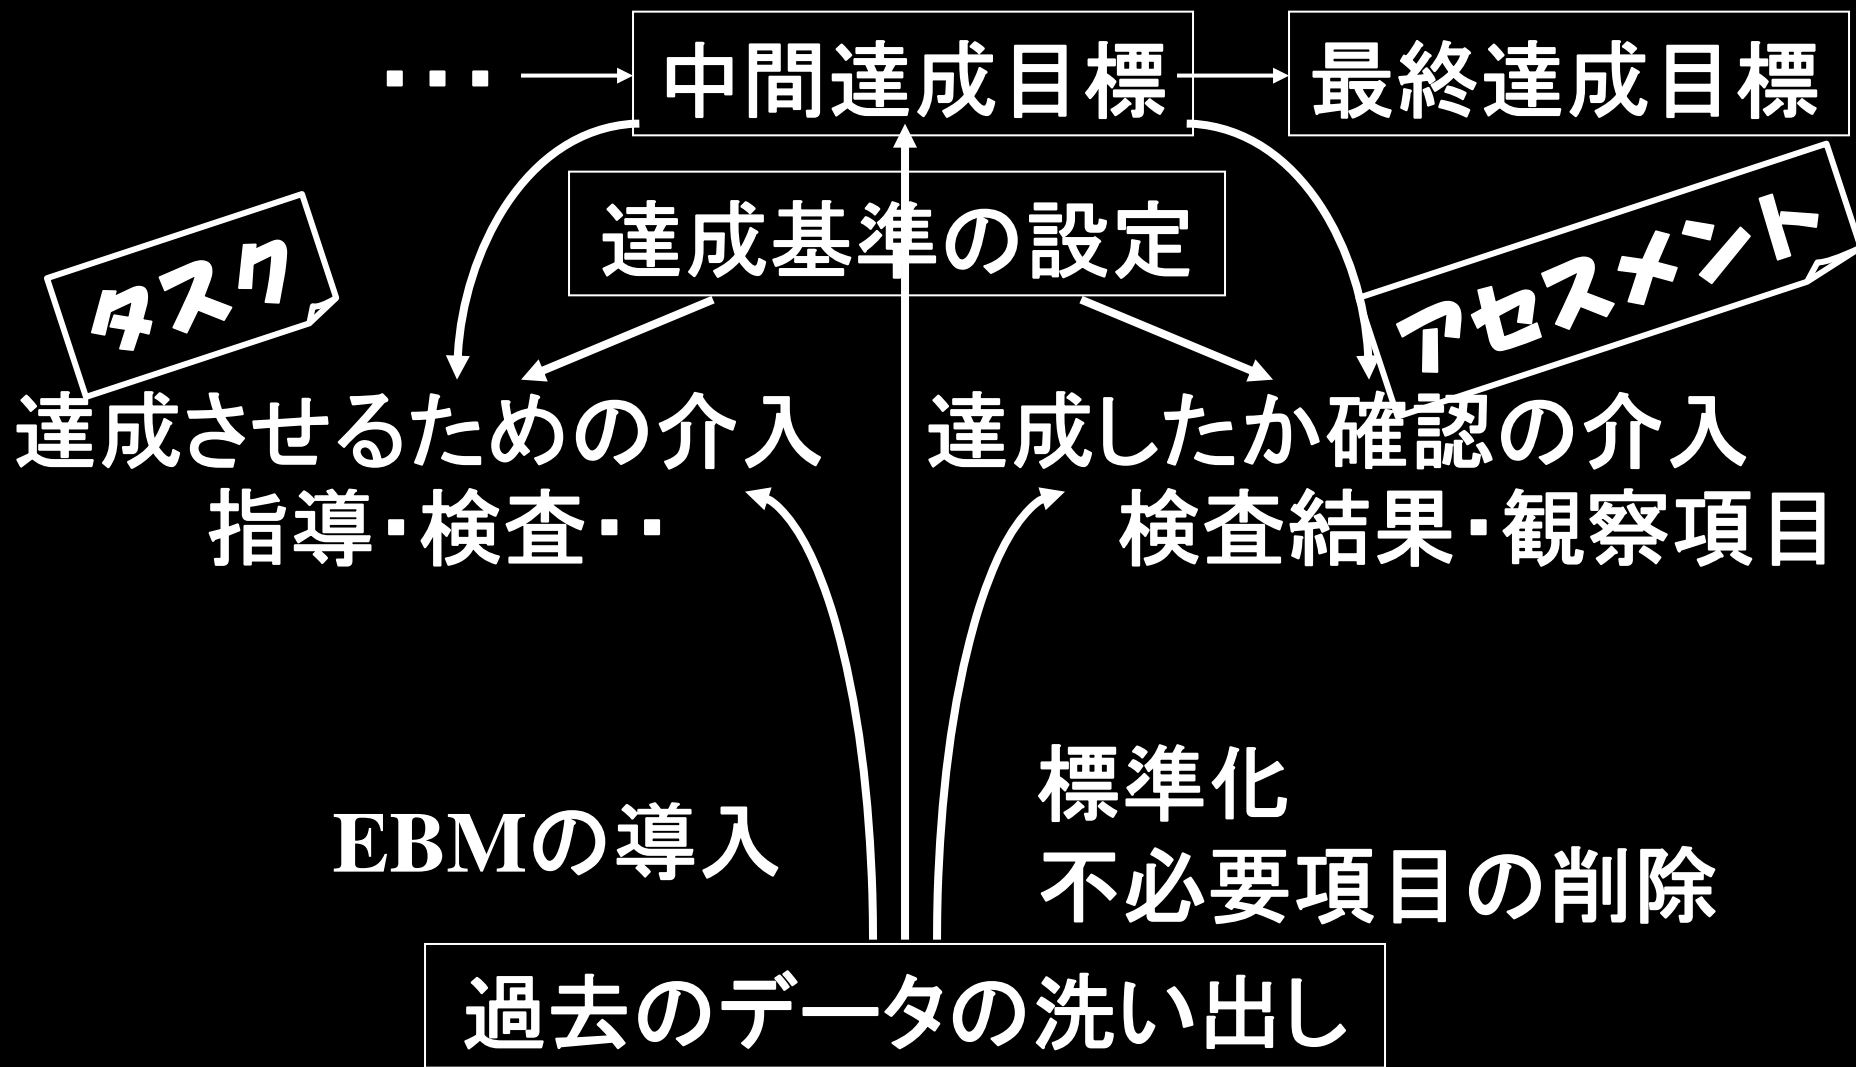 ・・・
中間達成目標
最終達成目標
達成基準の設定
タスク
アセスメント
達成させるための介入
指導・検査・・
達成したか確認の介入
検査結果・観察項目
EBMの導入
標準化
不必要項目の削除
過去のデータの洗い出し